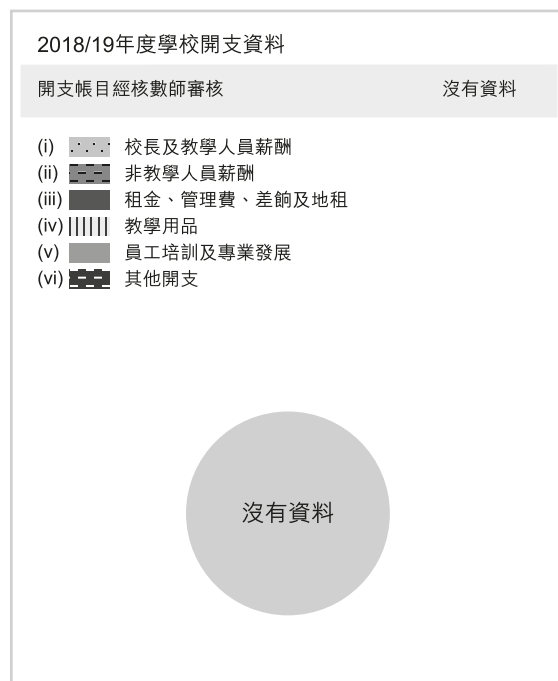 2018/19年度學校開支資料
開支帳目經核數師審核 沒有資料
(i) 校長及教學人員薪酬
(ii) 非教學人員薪酬
(iii) 租金、管理費、差餉及地租
(iv) 教學用品
(v) 員工培訓及專業發展
(vi) 其他開支
沒有資料